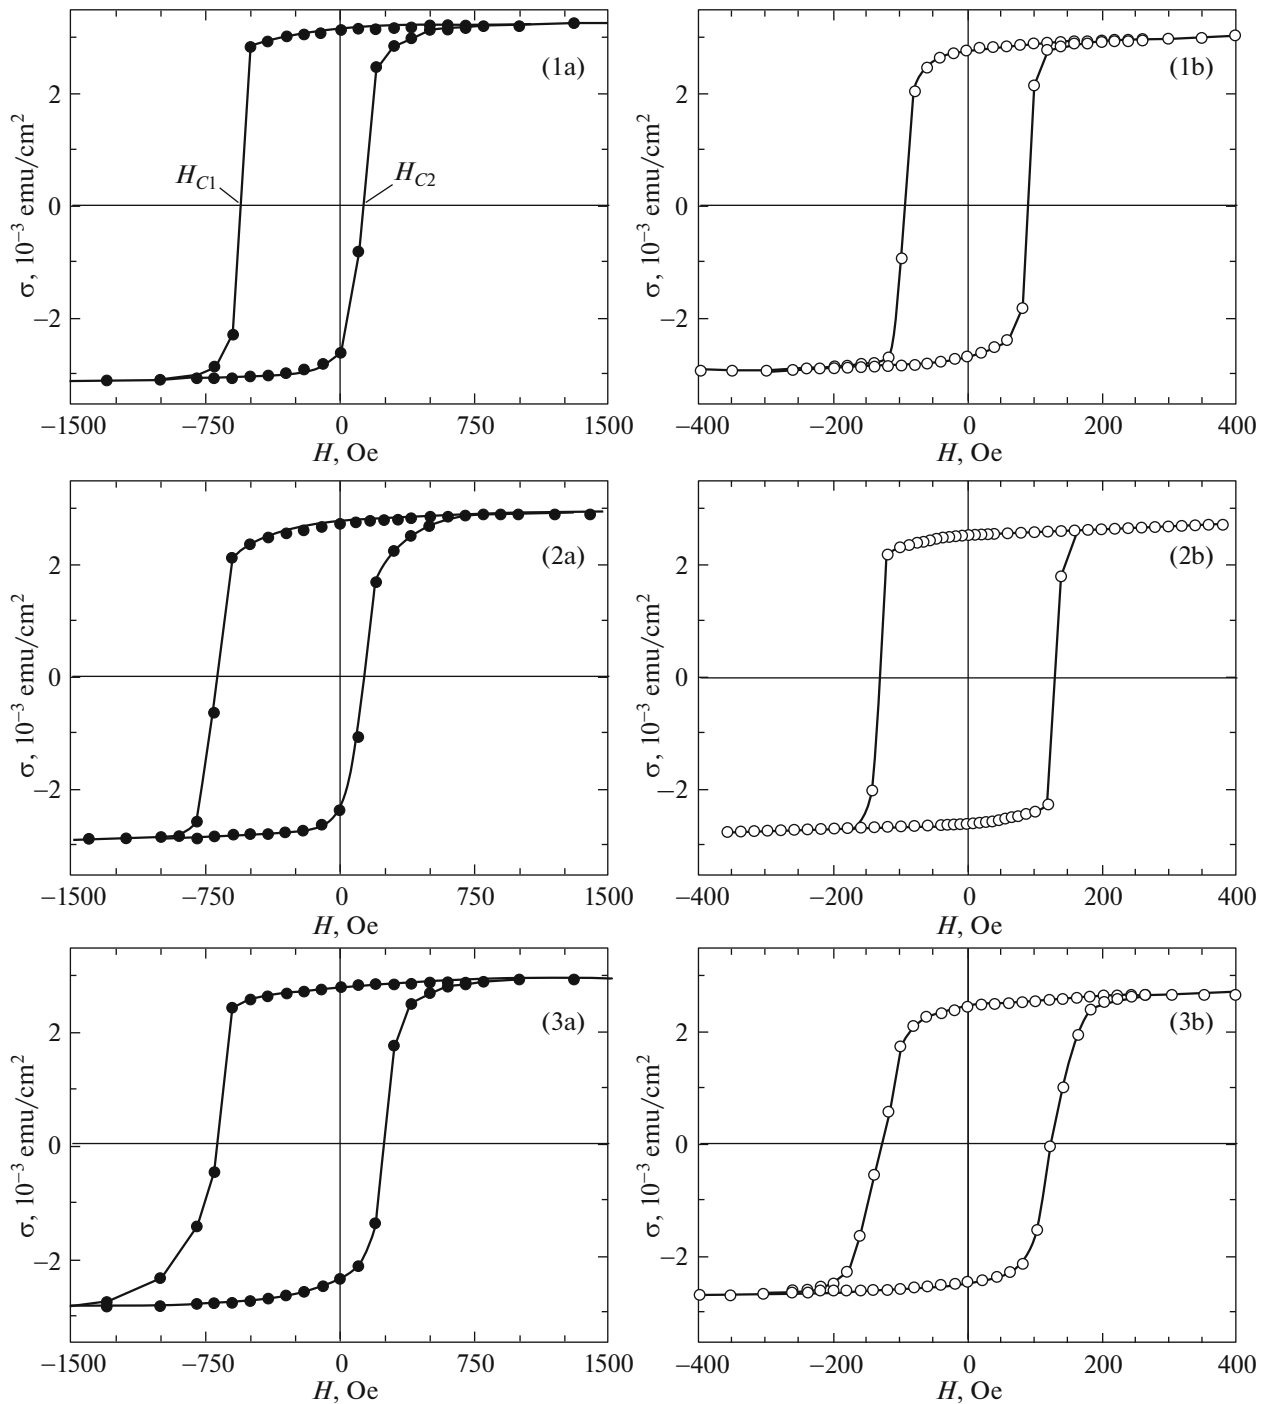 (1a)
2
H_C1
H_C2
0
−2
σ, 10⁻³ emu/cm²
−1500 −750 0 750 1500
H, Oe
(1b)
2
0
−2
σ, 10⁻³ emu/cm²
−400 −200 0 200 400
H, Oe
(2a)
2
0
−2
σ, 10⁻³ emu/cm²
−1500 −750 0 750 1500
H, Oe
(2b)
2
0
−2
σ, 10⁻³ emu/cm²
−400 −200 0 200 400
H, Oe
(3a)
2
0
−2
σ, 10⁻³ emu/cm²
−1500 −750 0 750 1500
H, Oe
(3b)
2
0
−2
σ, 10⁻³ emu/cm²
−400 −200 0 200 400
H, Oe